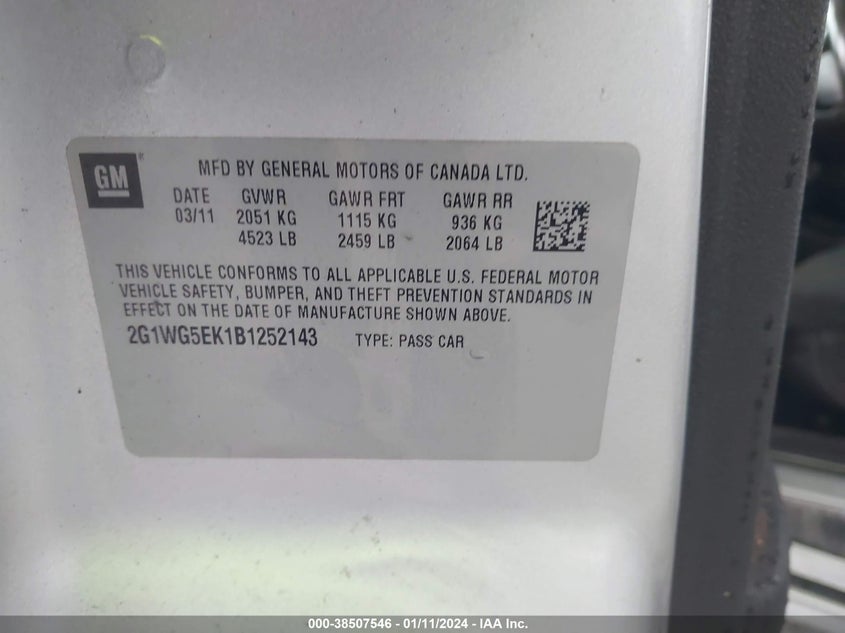 GM
MFD BY GENERAL MOTORS OF CANADA LTD.
DATE GVWR GAWR FRT GAWR RR
03/11 2051 KG 1115 KG 936 KG
4523 LB 2459 LB 2064 LB
THIS VEHICLE CONFORMS TO ALL APPLICABLE U.S. FEDERAL MOTOR
VEHICLE SAFETY, BUMPER, AND THEFT PREVENTION STANDARDS IN
EFFECT ON THE DATE OF MANUFACTURE SHOWN ABOVE.
2G1WG5EK1B1252143 TYPE: PASS CAR
000-38507546 - 01/11/2024 - IAA Inc.